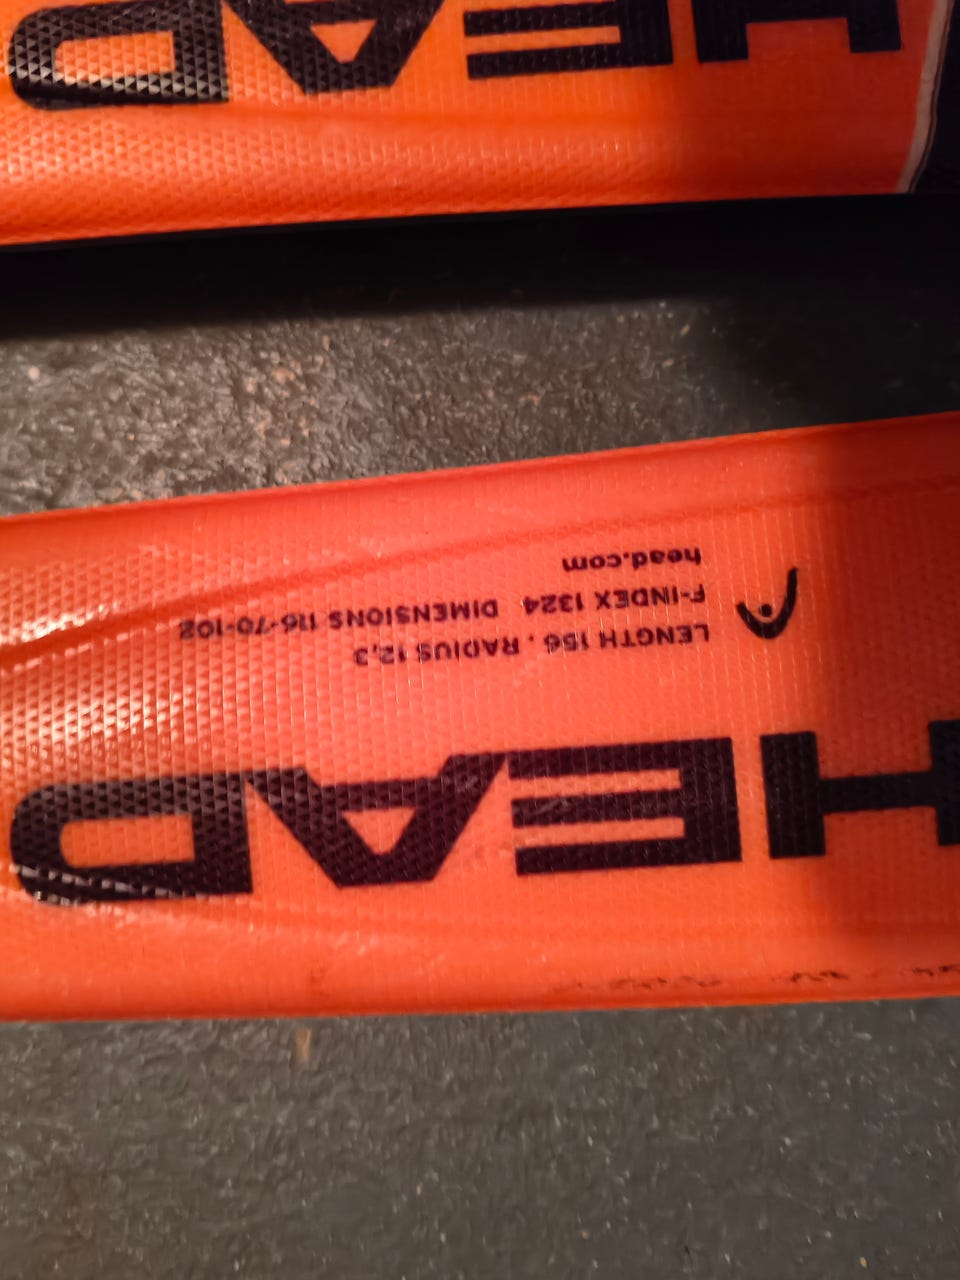 HEAD
LENGTH 156 . RADIUS 12,3
F-INDEX 1324 DIMENSIONS 116-70-102
head.com
HEAD